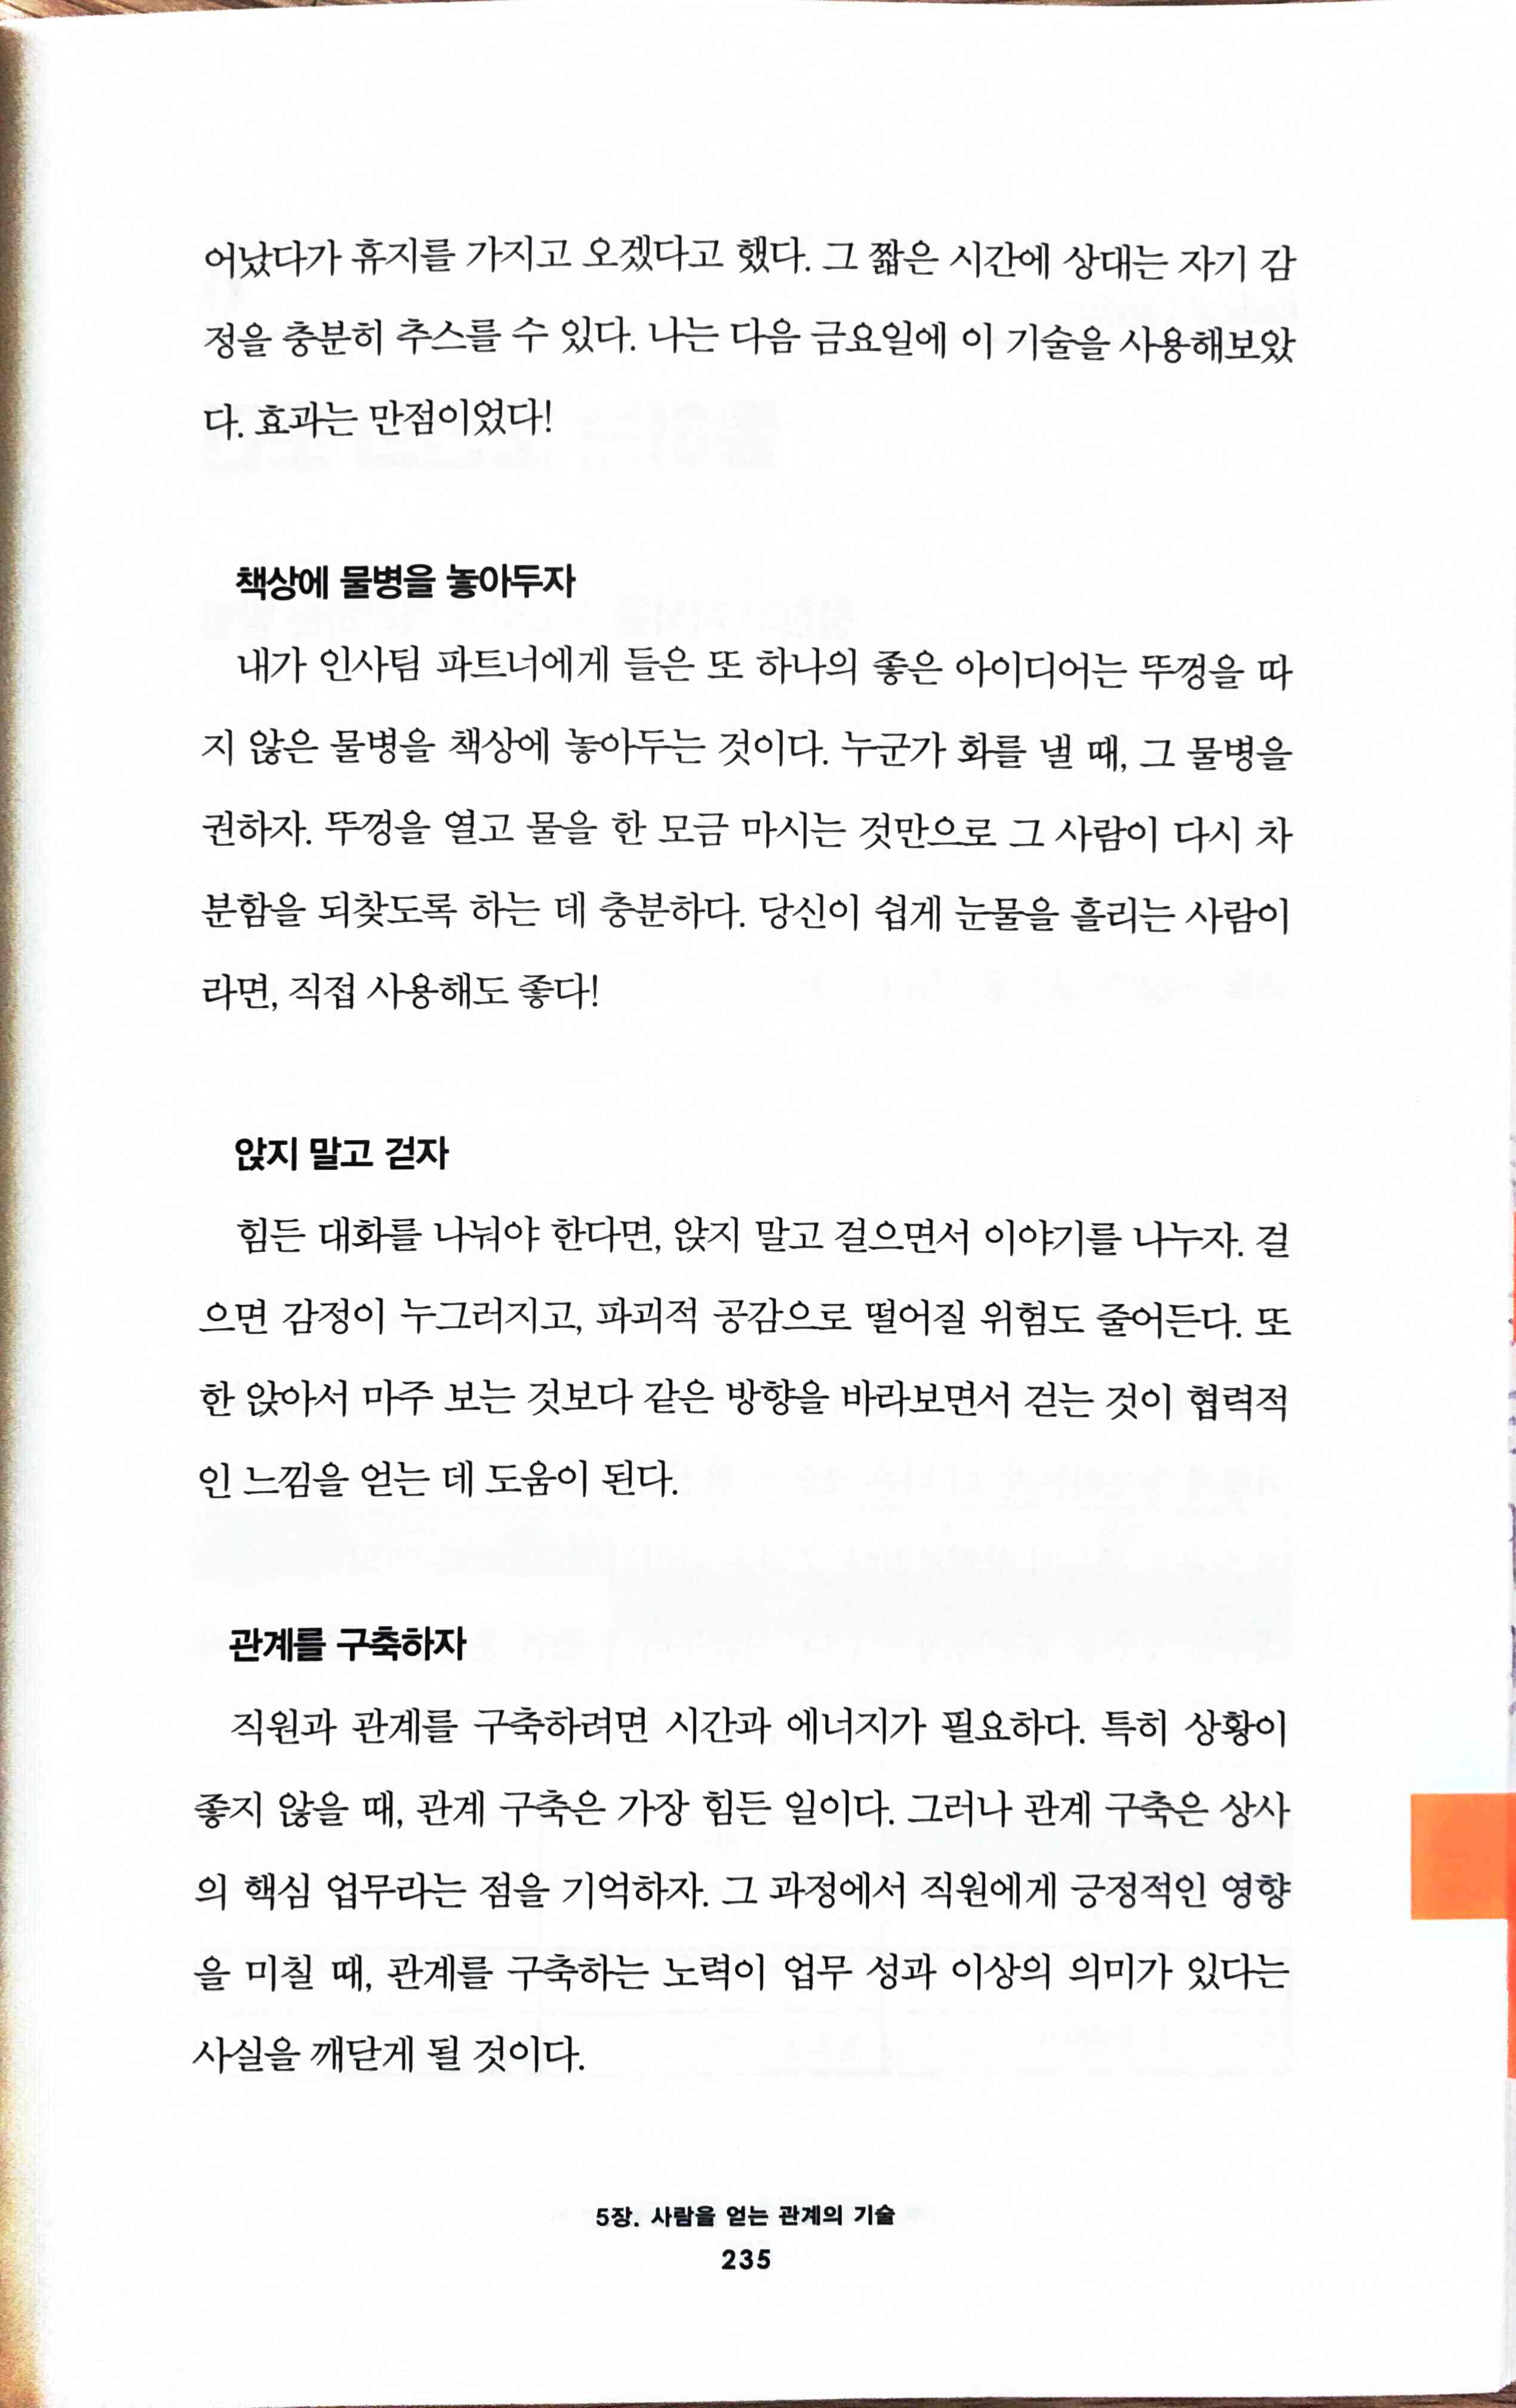 어났다가 휴지를 가지고 오겠다고 했다. 그 짧은 시간에 상대는 자기 감
정을 충분히 추스를 수 있다. 나는 다음 금요일에 이 기술을 사용해보았
다. 효과는 만점이었다!
책상에 물병을 놓아두자
내가 인사팀 파트너에게 들은 또 하나의 좋은 아이디어는 뚜껑을 따
지 않은 물병을 책상에 놓아두는 것이다. 누군가 화를 낼 때, 그 물병을
권하자. 뚜껑을 열고 물을 한 모금 마시는 것만으로 그 사람이 다시 차
분함을 되찾도록 하는 데 충분하다. 당신이 쉽게 눈물을 흘리는 사람이
라면, 직접 사용해도 좋다!
앉지 말고 걷자
힘든 대화를 나눠야 한다면, 앉지 말고 걸으면서 이야기를 나누자. 걸
으면 감정이 누그러지고, 파괴적 공감으로 떨어질 위험도 줄어든다. 또
한 앉아서 마주 보는 것보다 같은 방향을 바라보면서 걷는 것이 협력적
인 느낌을 얻는 데 도움이 된다.
관계를 구축하자
직원과 관계를 구축하려면 시간과 에너지가 필요하다. 특히 상황이
좋지 않을 때, 관계 구축은 가장 힘든 일이다. 그러나 관계 구축은 상사
의 핵심 업무라는 점을 기억하자. 그 과정에서 직원에게 긍정적인 영향
을 미칠 때, 관계를 구축하는 노력이 업무 성과 이상의 의미가 있다는
사실을 깨닫게 될 것이다.
5장. 사람을 얻는 관계의 기술
235